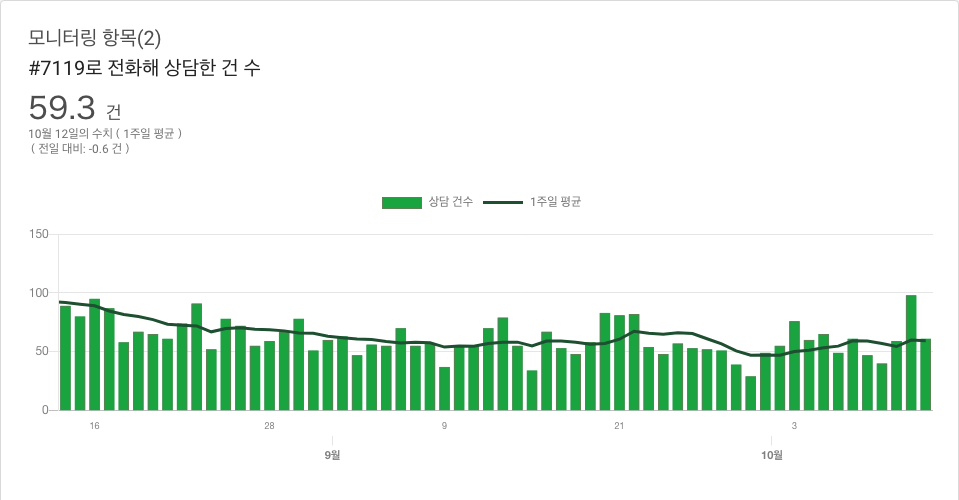 모니터링 항목(2)
#7119로 전화해 상담한 건 수
59.3 건
10월 12일의 수치 ( 1주일 평균 )
( 전일 대비: -0.6 건 )
상담 건수 1주일 평균
150
100
50
0
16 28 9 21 3
9월 10월